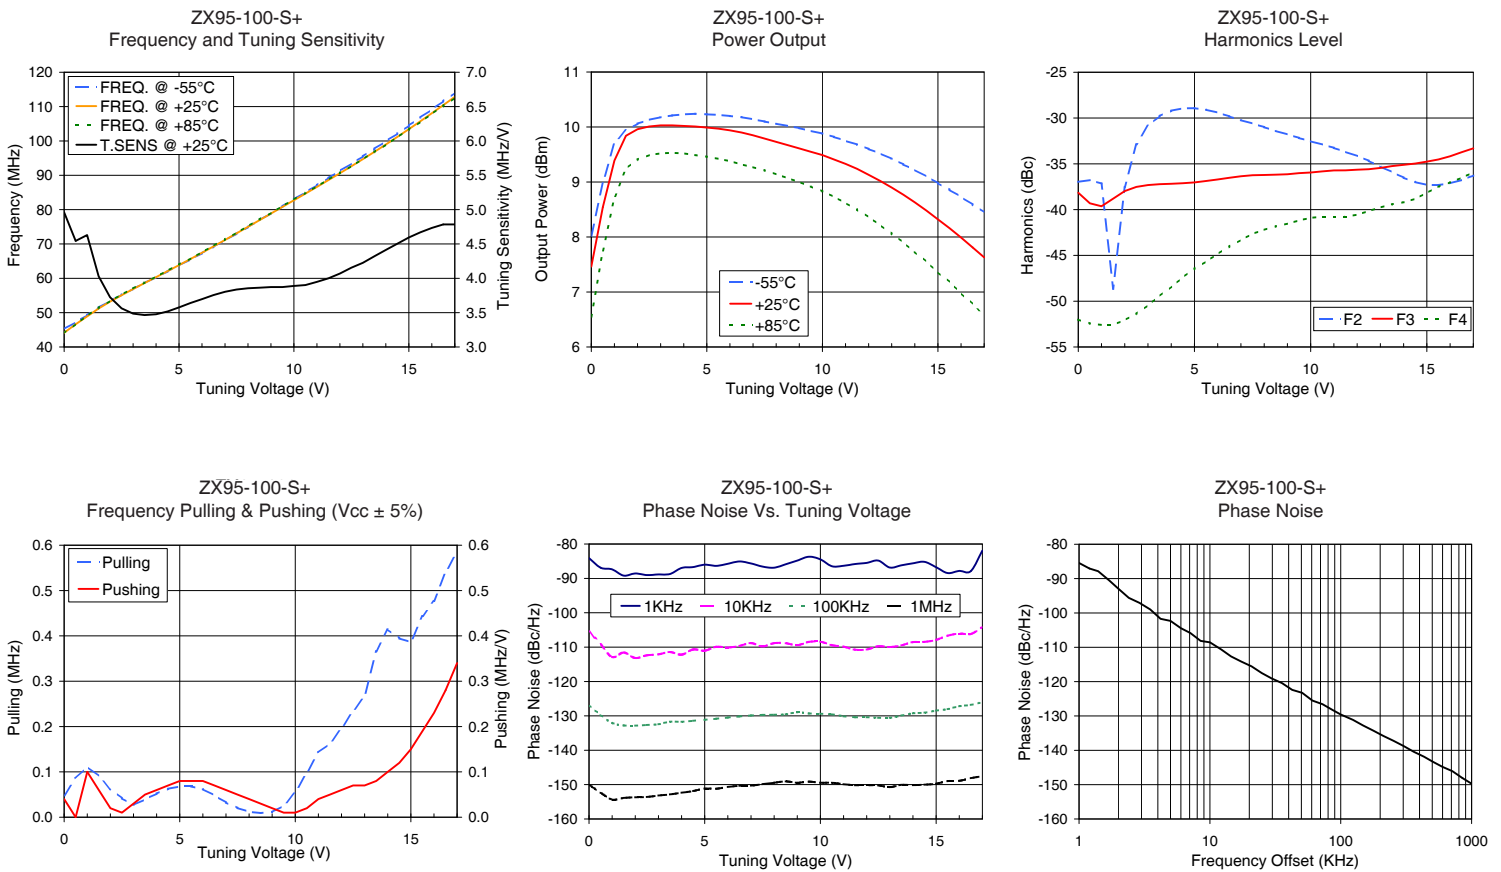 ZX95-100-S+
Frequency and Tuning Sensitivity
120
110
100
90
80
70
60
50
40
7.0
6.5
6.0
5.5
5.0
4.5
4.0
3.5
3.0
FREQ. @ -55°C
FREQ. @ +25°C
FREQ. @ +85°C
T.SENS @ +25°C
Frequency (MHz)
Tuning Sensitivity (MHz/V)
0 5 10 15
Tuning Voltage (V)
ZX95-100-S+
Power Output
11
10
9
8
7
6
Output Power (dBm)
-55°C
+25°C
+85°C
0 5 10 15
Tuning Voltage (V)
ZX95-100-S+
Harmonics Level
-25
-30
-35
-40
-45
-50
-55
Harmonics (dBc)
F2 F3 F4
0 5 10 15
Tuning Voltage (V)
ZX95-100-S+
Frequency Pulling & Pushing (Vcc ± 5%)
0.6
0.5
0.4
0.3
0.2
0.1
0.0
0.6
0.5
0.4
0.3
0.2
0.1
0.0
Pulling
Pushing
Pulling (MHz)
Pushing (MHz/V)
0 5 10 15
Tuning Voltage (V)
ZX95-100-S+
Phase Noise Vs. Tuning Voltage
-80
-90
-100
-110
-120
-130
-140
-150
-160
Phase Noise (dBc/Hz)
1KHz 10KHz 100KHz 1MHz
0 5 10 15
Tuning Voltage (V)
ZX95-100-S+
Phase Noise
-80
-90
-100
-110
-120
-130
-140
-150
-160
Phase Noise (dBc/Hz)
1 10 100 1000
Frequency Offset (KHz)